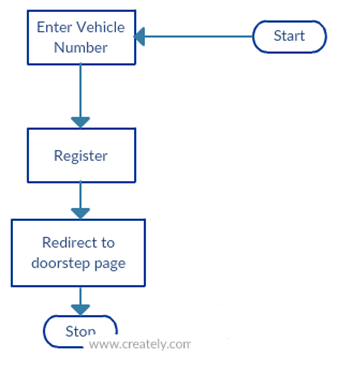 Enter Vehicle
Number
Start
Register
Redirect to
doorstep page
Stop
www.creately.com